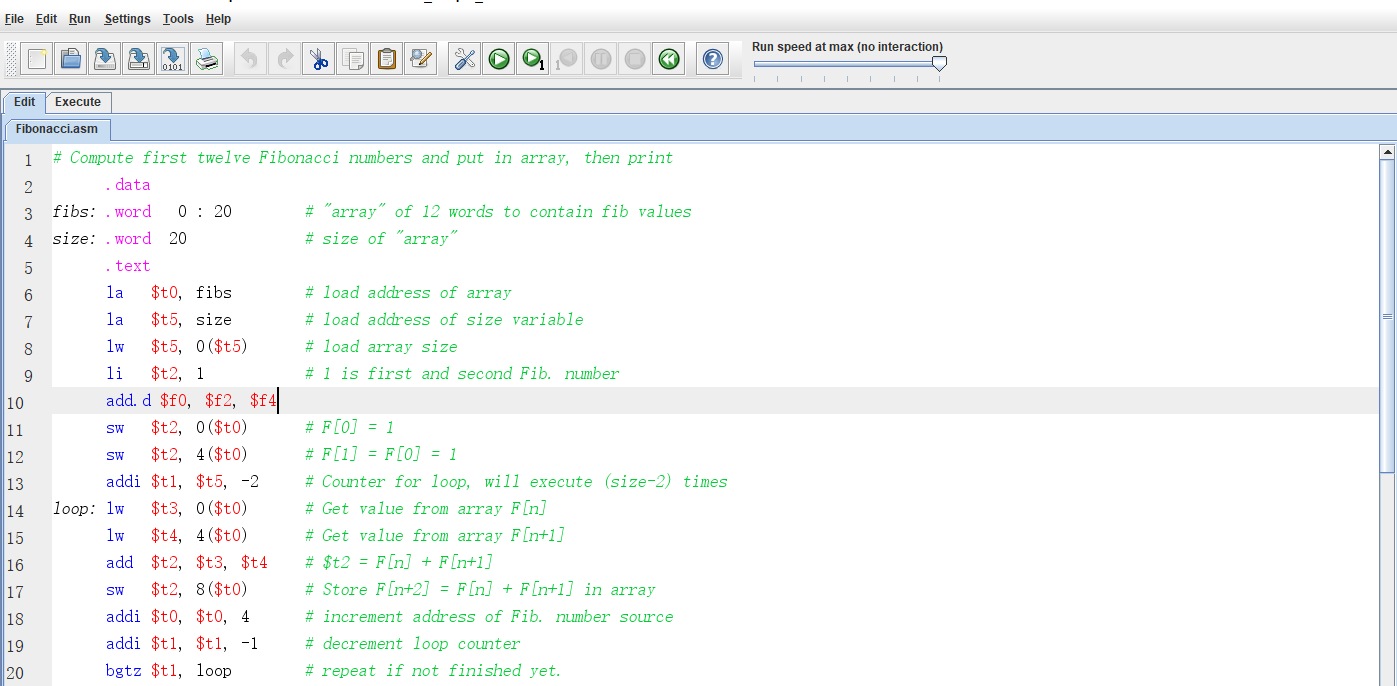 File Edit Run Settings Tools Help
Run speed at max (no interaction)
0101
1
1
Edit Execute
Fibonacci.asm
1 # Compute first twelve Fibonacci numbers and put in array, then print
2 .data
3 fibs: .word 0 : 20 # "array" of 12 words to contain fib values
4 size: .word 20 # size of "array"
5 .text
6 la $t0, fibs # load address of array
7 la $t5, size # load address of size variable
8 lw $t5, 0($t5) # load array size
9 li $t2, 1 # 1 is first and second Fib. number
10 add.d $f0, $f2, $f4
11 sw $t2, 0($t0) # F[0] = 1
12 sw $t2, 4($t0) # F[1] = F[0] = 1
13 addi $t1, $t5, -2 # Counter for loop, will execute (size-2) times
14 loop: lw $t3, 0($t0) # Get value from array F[n]
15 lw $t4, 4($t0) # Get value from array F[n+1]
16 add $t2, $t3, $t4 # $t2 = F[n] + F[n+1]
17 sw $t2, 8($t0) # Store F[n+2] = F[n] + F[n+1] in array
18 addi $t0, $t0, 4 # increment address of Fib. number source
19 addi $t1, $t1, -1 # decrement loop counter
20 bgtz $t1, loop # repeat if not finished yet.